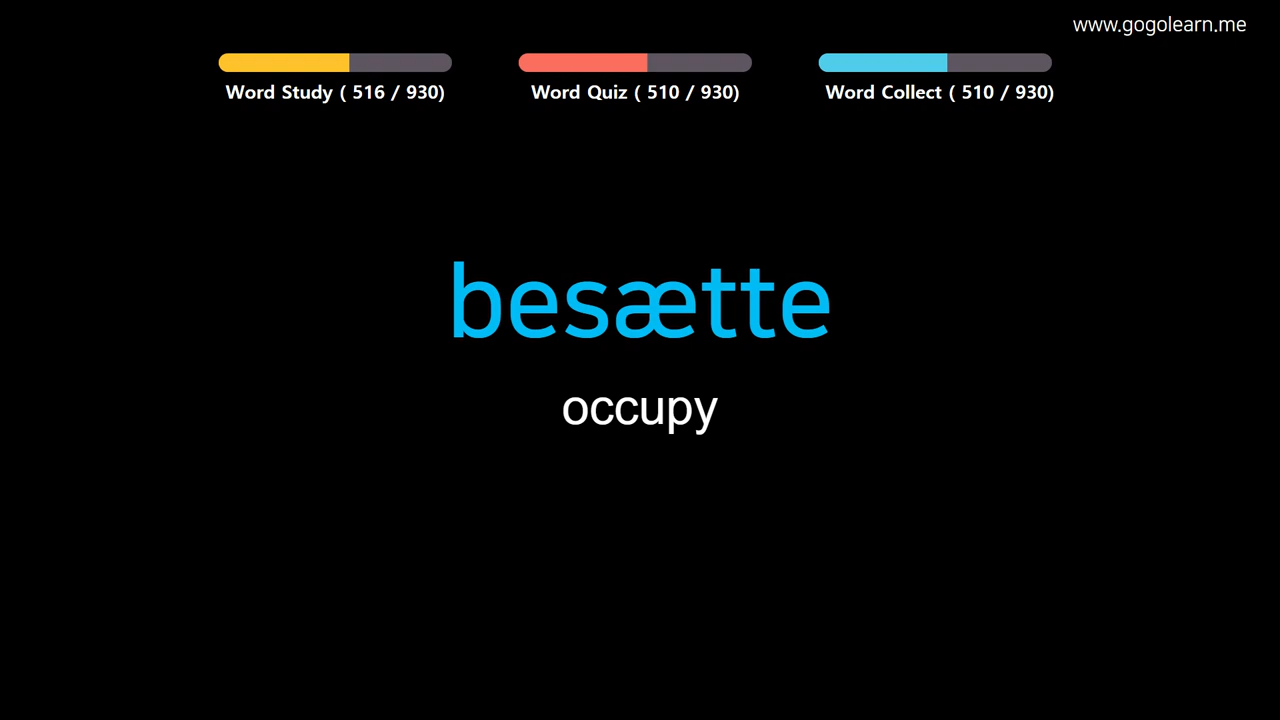 www.gogolearn.me
Word Study ( 516 / 930)
Word Quiz ( 510 / 930)
Word Collect ( 510 / 930)
besætte
occupy